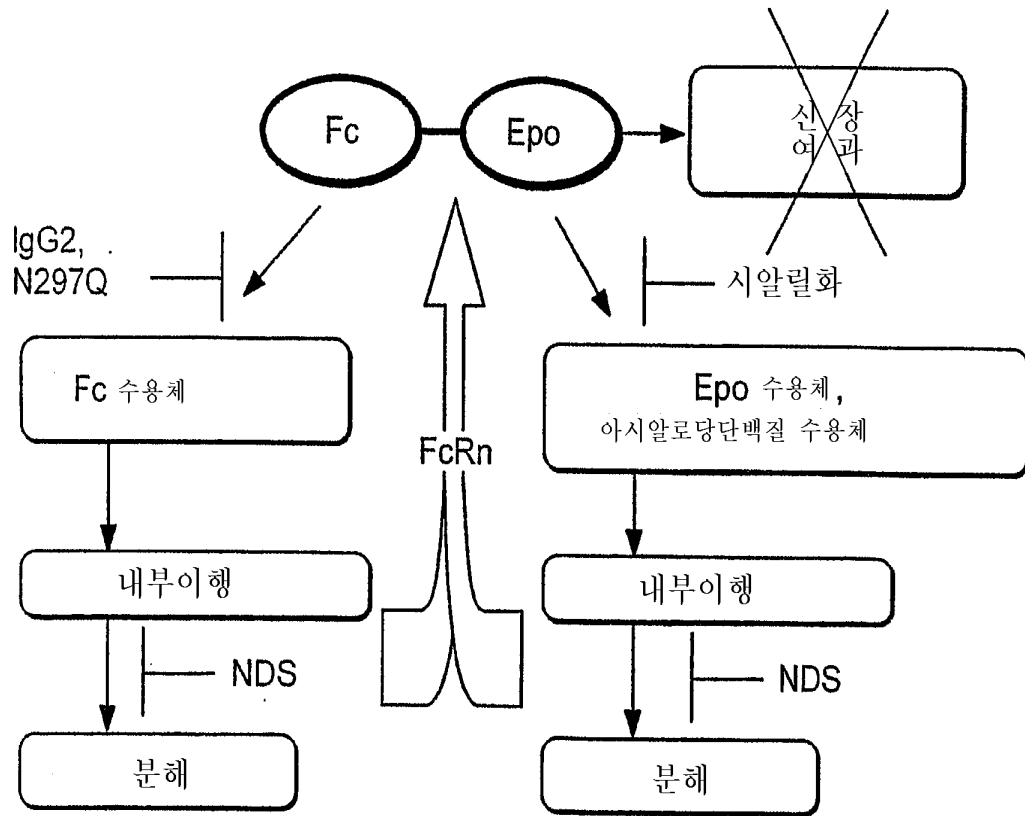 Fc
Epo
신 장
여 과
IgG2,
N297Q
시알릴화
Fc 수용체
Epo 수용체,
아시알로당단백질 수용체
FcRn
내부이행
내부이행
NDS
NDS
분해
분해